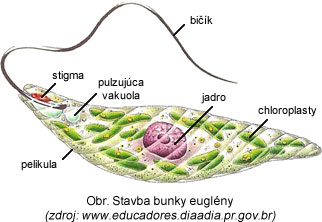 bičík
stigma
pulzujúca
vakuola
jadro
chloroplasty
pelikula
Obr. Stavba bunky euglény
(zdroj: www.educadores.diaadia.pr.gov.br)